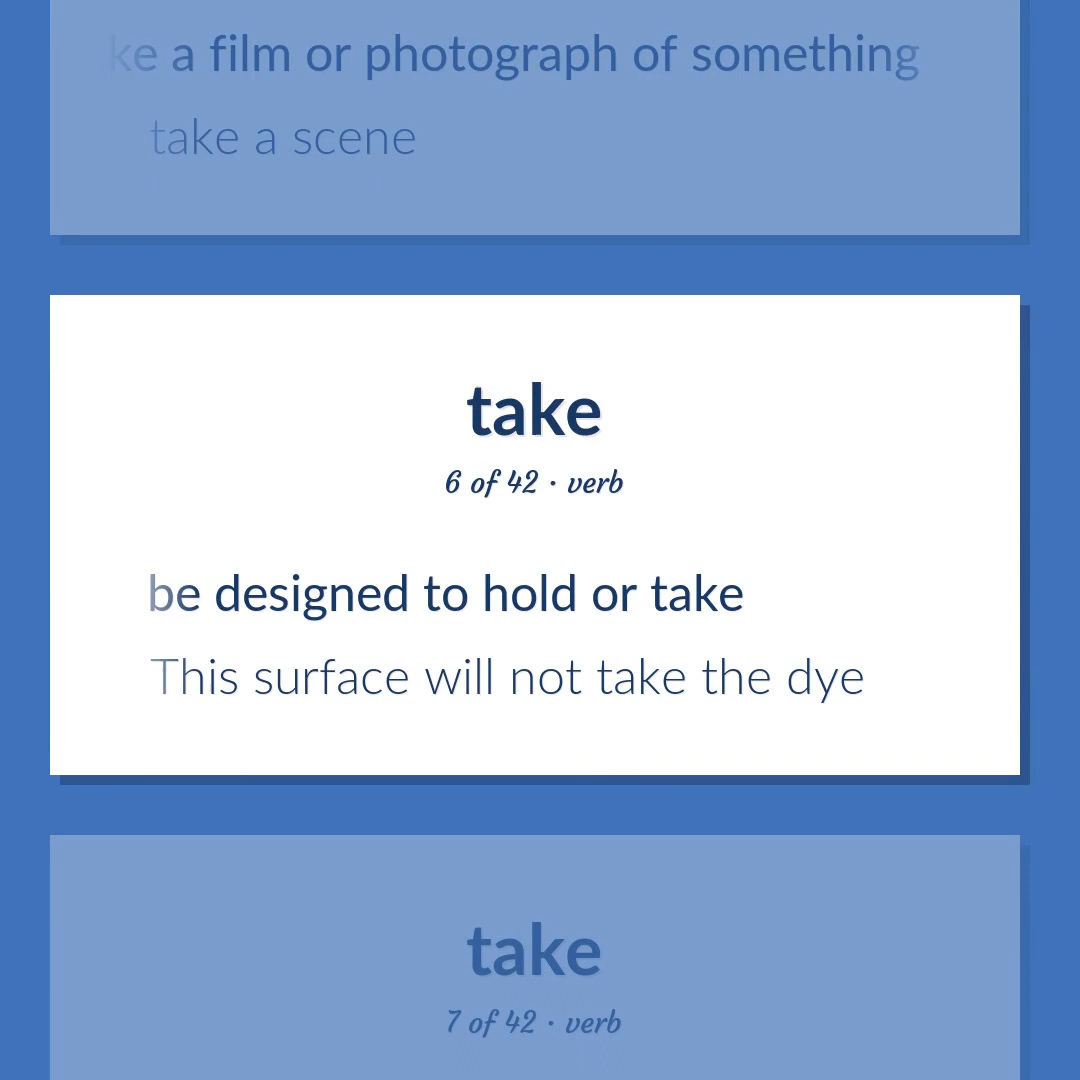 ke a film or photograph of something
take a scene
take
6 of 42 · verb
be designed to hold or take
This surface will not take the dye
take
7 of 42 · verb